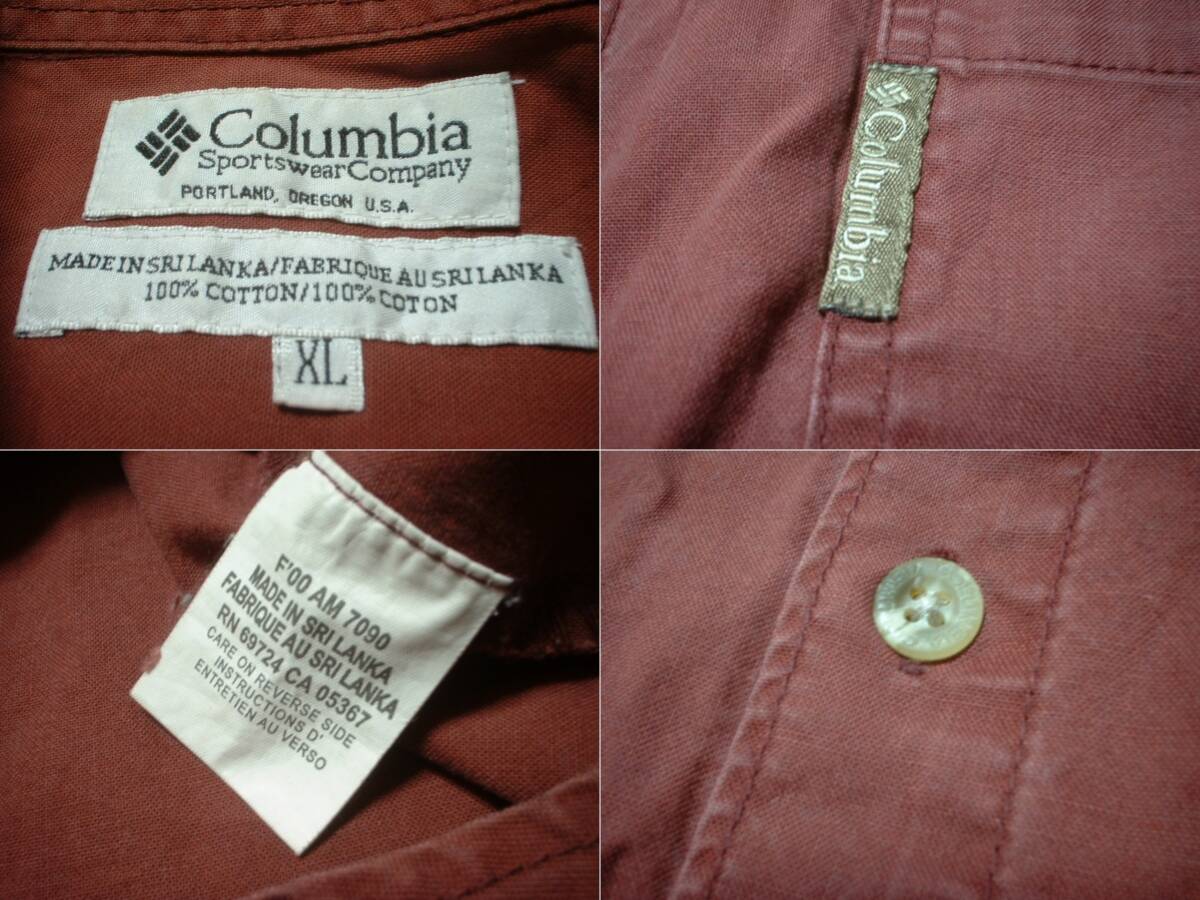 Columbia
SportswearCompany
PORTLAND, OREGON U.S.A.
MADE IN SRI LANKA/FABRIQUE AU SRI LANKA
100% COTTON/100% COTON
XL
Columbia
F'00 AM 7090
MADE IN SRI LANKA
FABRIQUE AU SRI LANKA
RN 69724 CA 05367
CARE ON REVERSE SIDE
INSTRUCTIONS D'
ENTRETIEN AU VERSO